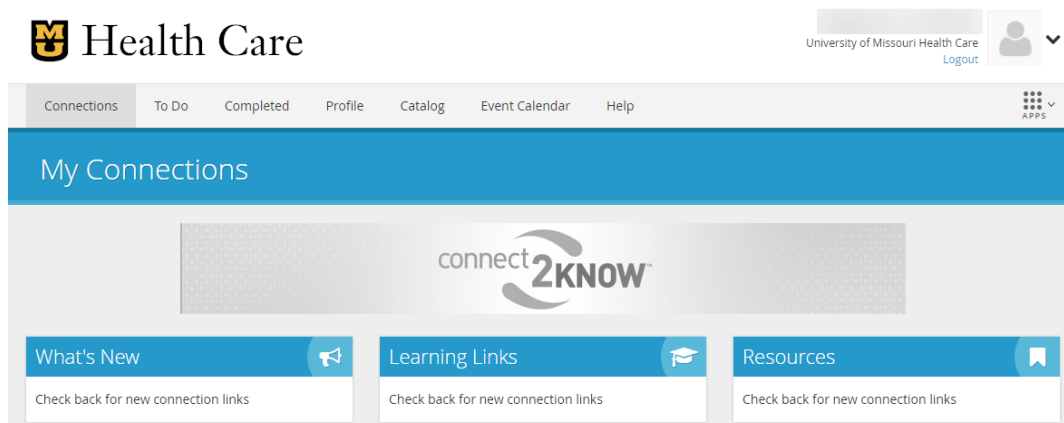 MU Health Care
University of Missouri Health Care
Logout
Connections To Do Completed Profile Catalog Event Calendar Help
APPS
My Connections
connect2KNOW™
What's New Learning Links Resources
Check back for new connection links Check back for new connection links Check back for new connection links